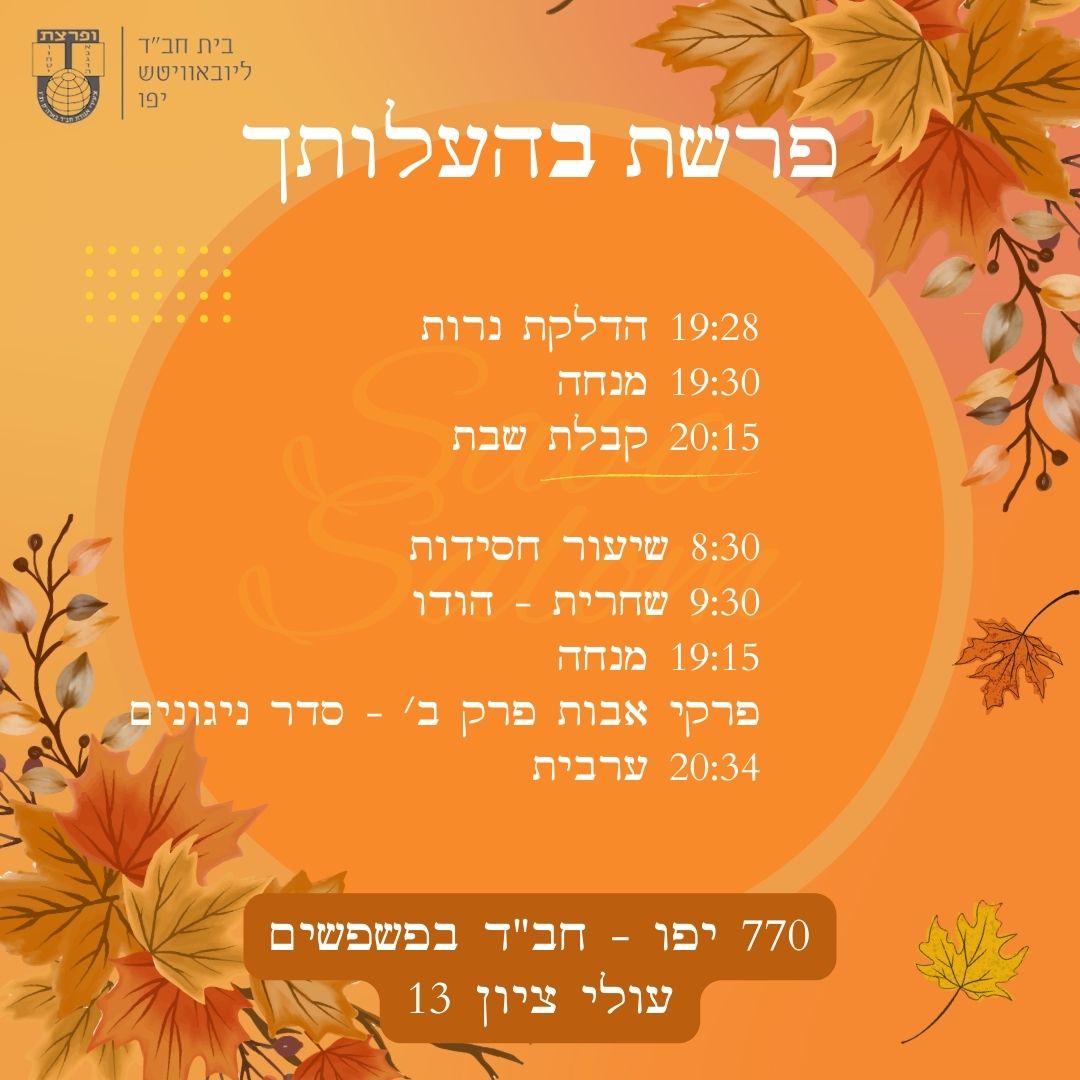 ופרצת
בית חב"ד
ליובאוויטש
יפו
פרשת בהעלותך
19:28 הדלקת נרות
19:30 מנחה
20:15 קבלת שבת
8:30 שיעור חסידות
9:30 שחרית - הודו
19:15 מנחה
פרקי אבות פרק ב' - סדר ניגונים
20:34 ערבית
770 יפו - חב"ד בפשפשים
עולי ציון 13